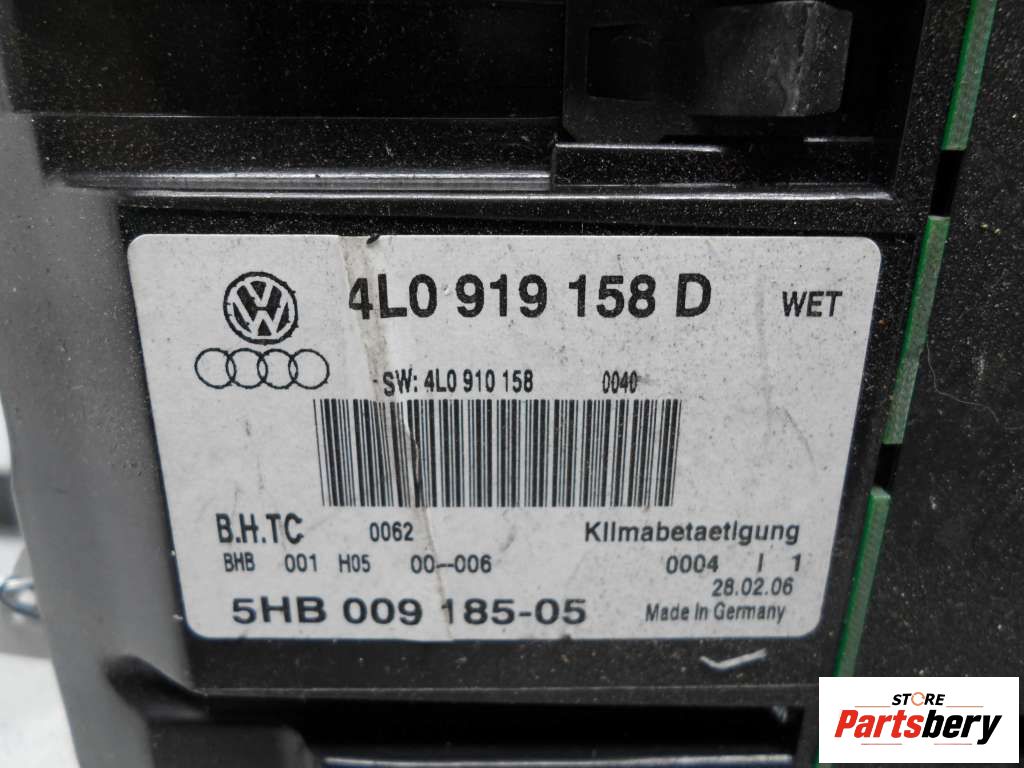 4L0 919 158 D WET
SW: 4L0 910 158 0040
B.H.TC 0062 Klimabetaetigung
BHB 001 H05 00--006 0004 I 1
28.02.06
5HB 009 185-05 Made In Germany
STORE
Partsbery